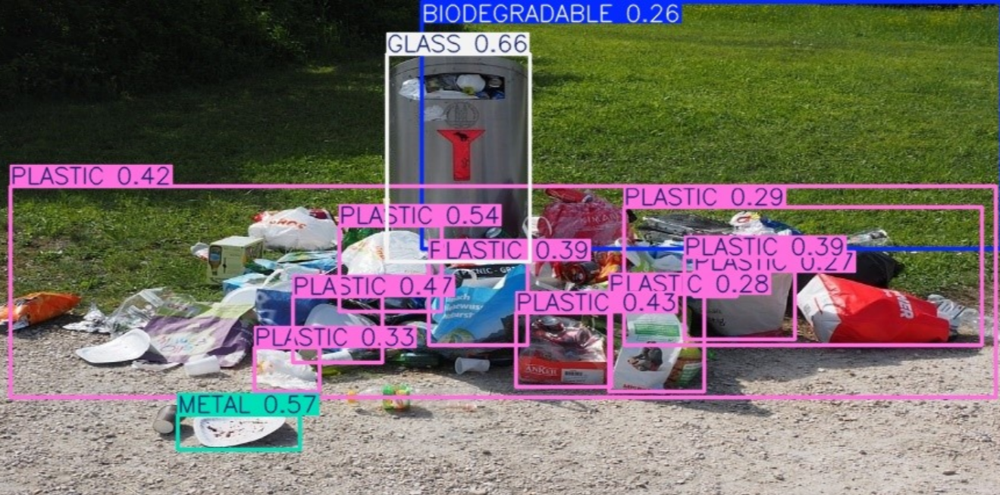 BIODEGRADABLE 0.26
GLASS 0.66
PLASTIC 0.42
PLASTIC 0.29
PLASTIC 0.54
PLASTIC 0.39
PLASTIC 0.39
PLASTIC 0.27
PLASTIC 0.47
PLASTIC 0.28
PLASTIC 0.43
PLASTIC 0.33
ANKER
METAL 0.57